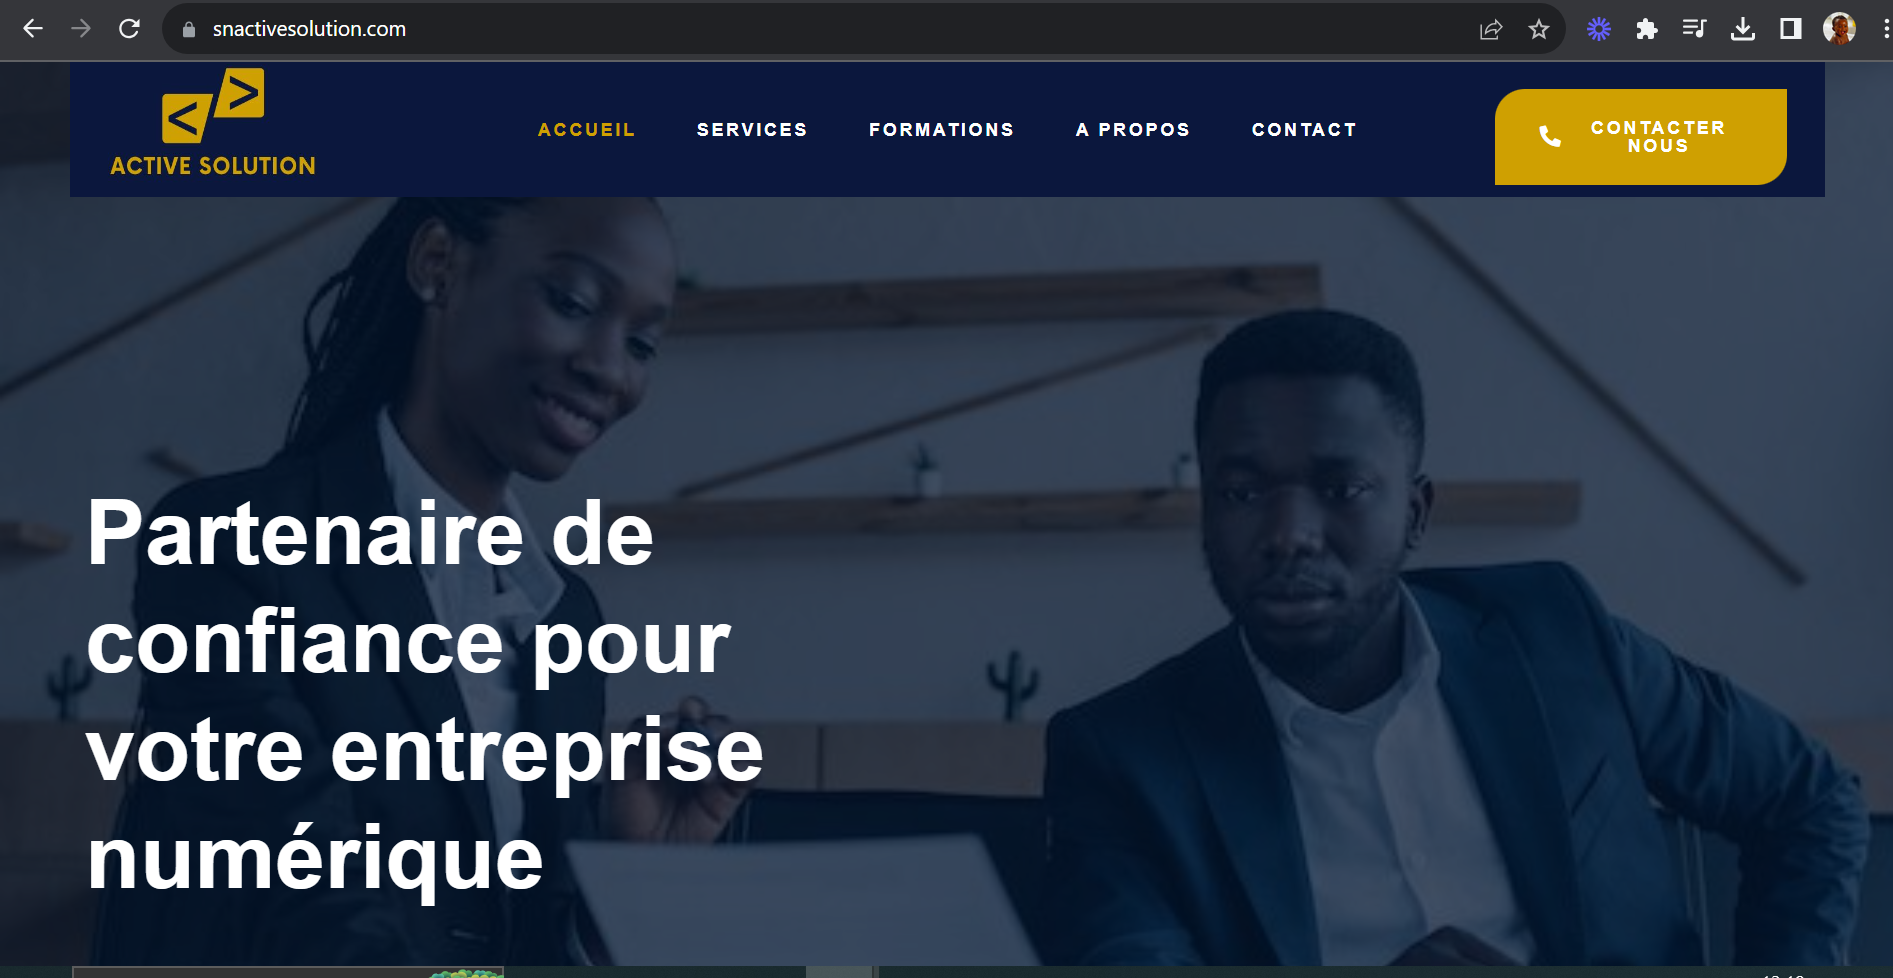 snactivesolution.com
< >
ACTIVE SOLUTION
ACCUEIL SERVICES FORMATIONS A PROPOS CONTACT
CONTACTER
NOUS
Partenaire de
confiance pour
votre entreprise
numérique